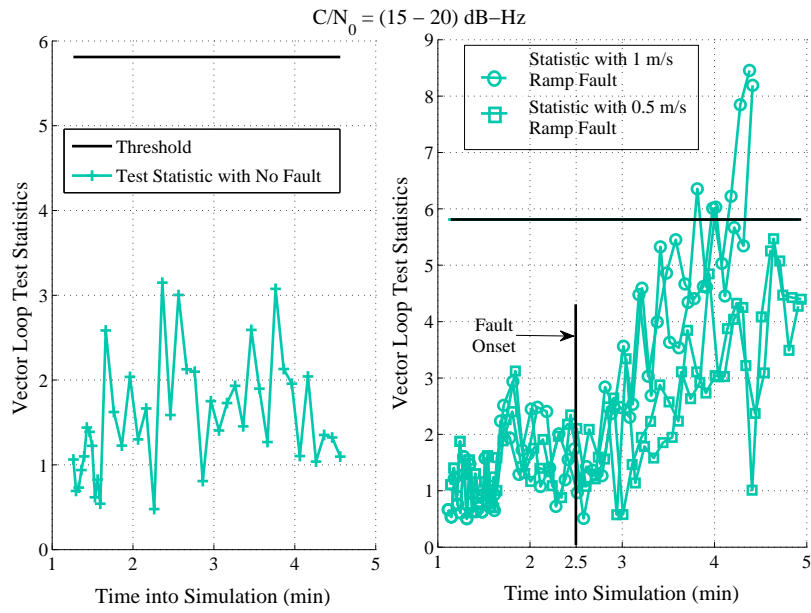 C/N0 = (15 – 20) dB–Hz
Vector Loop Test Statistics
6
5
4
3
2
1
0
Threshold
Test Statistic with No Fault
1
2
3
4
5
Time into Simulation (min)
Vector Loop Test Statistics
9
8
7
6
5
4
3
2
1
0
Statistic with 1 m/s
Ramp Fault
Statistic with 0.5 m/s
Ramp Fault
Fault
Onset
1
2
2.5
3
4
5
Time into Simulation (min)